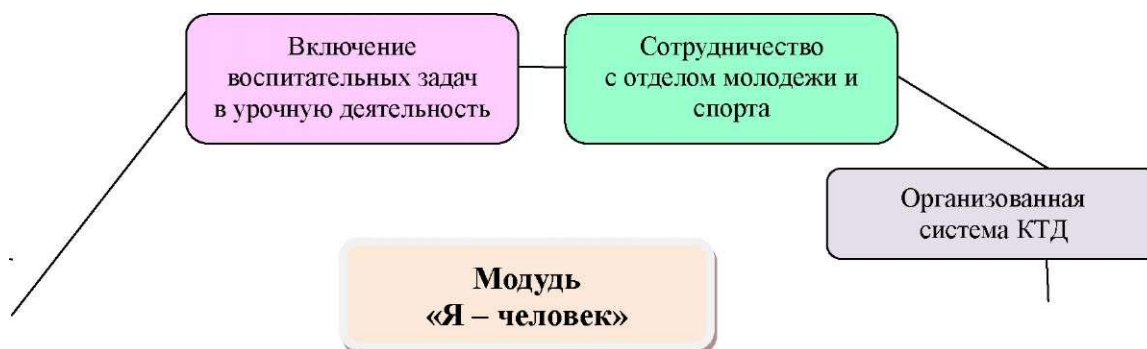 Включение
воспитательных задач
в урочную деятельность
Сотрудничество
с отделом молодежи и
спорта
Организованная
система КТД
Модудь
«Я – человек»